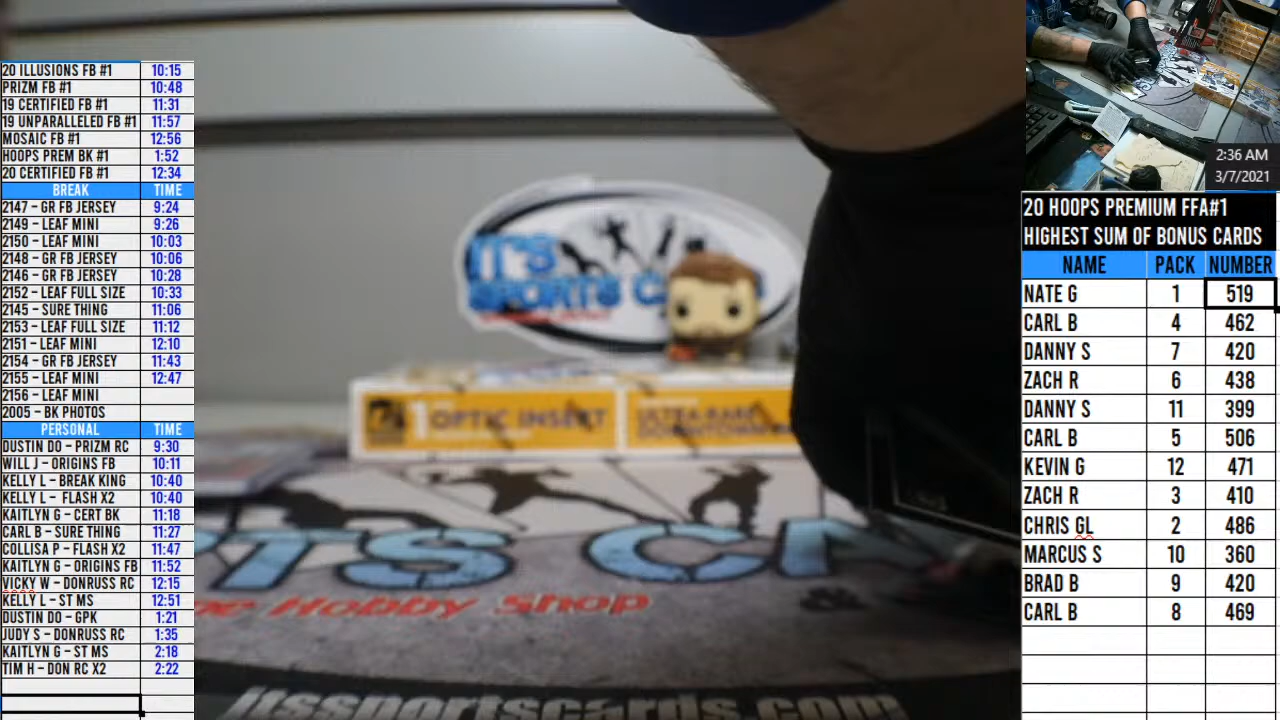 20 ILLUSIONS FB #1 10:15
PRIZM FB #1 10:48
19 CERTIFIED FB #1 11:31
19 UNPARALLELED FB #1 11:57
MOSAIC FB #1 12:56
HOOPS PREM BK #1 1:52
20 CERTIFIED FB #1 12:34
BREAK TIME
2147 - GR FB JERSEY 9:24
2149 - LEAF MINI 9:26
2150 - LEAF MINI 10:03
2148 - GR FB JERSEY 10:06
2146 - GR FB JERSEY 10:28
2152 - LEAF FULL SIZE 10:33
2145 - SURE THING 11:06
2153 - LEAF FULL SIZE 11:12
2151 - LEAF MINI 12:10
2154 - GR FB JERSEY 11:43
2155 - LEAF MINI 12:47
2156 - LEAF MINI
2005 - BK PHOTOS
PERSONAL TIME
DUSTIN DO - PRIZM RC 9:30
WILL J - ORIGINS FB 10:11
KELLY L - BREAK KING 10:40
KELLY L - FLASH X2 10:40
KAITLYN G - CERT BK 11:18
CARL B - SURE THING 11:27
COLLISA P - FLASH X2 11:47
KAITLYN G - ORIGINS FB 11:52
VICKY W - DONRUSS RC 12:15
KELLY L - ST MS 12:51
DUSTIN DO - GPK 1:21
JUDY S - DONRUSS RC 1:35
KAITLYN G - ST MS 2:18
TIM H - DON RC X2 2:22
IT'S
SPORTS
1 OPTIC INSERT
ULTRA-RARE
DOWNTOWN
RTS CA
Hobby Shop
&
itssportscards.com
2:36 AM
3/7/2021
20 HOOPS PREMIUM FFA#1
HIGHEST SUM OF BONUS CARDS
NAME PACK NUMBER
NATE G 1 519
CARL B 4 462
DANNY S 7 420
ZACH R 6 438
DANNY S 11 399
CARL B 5 506
KEVIN G 12 471
ZACH R 3 410
CHRIS GL 2 486
MARCUS S 10 360
BRAD B 9 420
CARL B 8 469